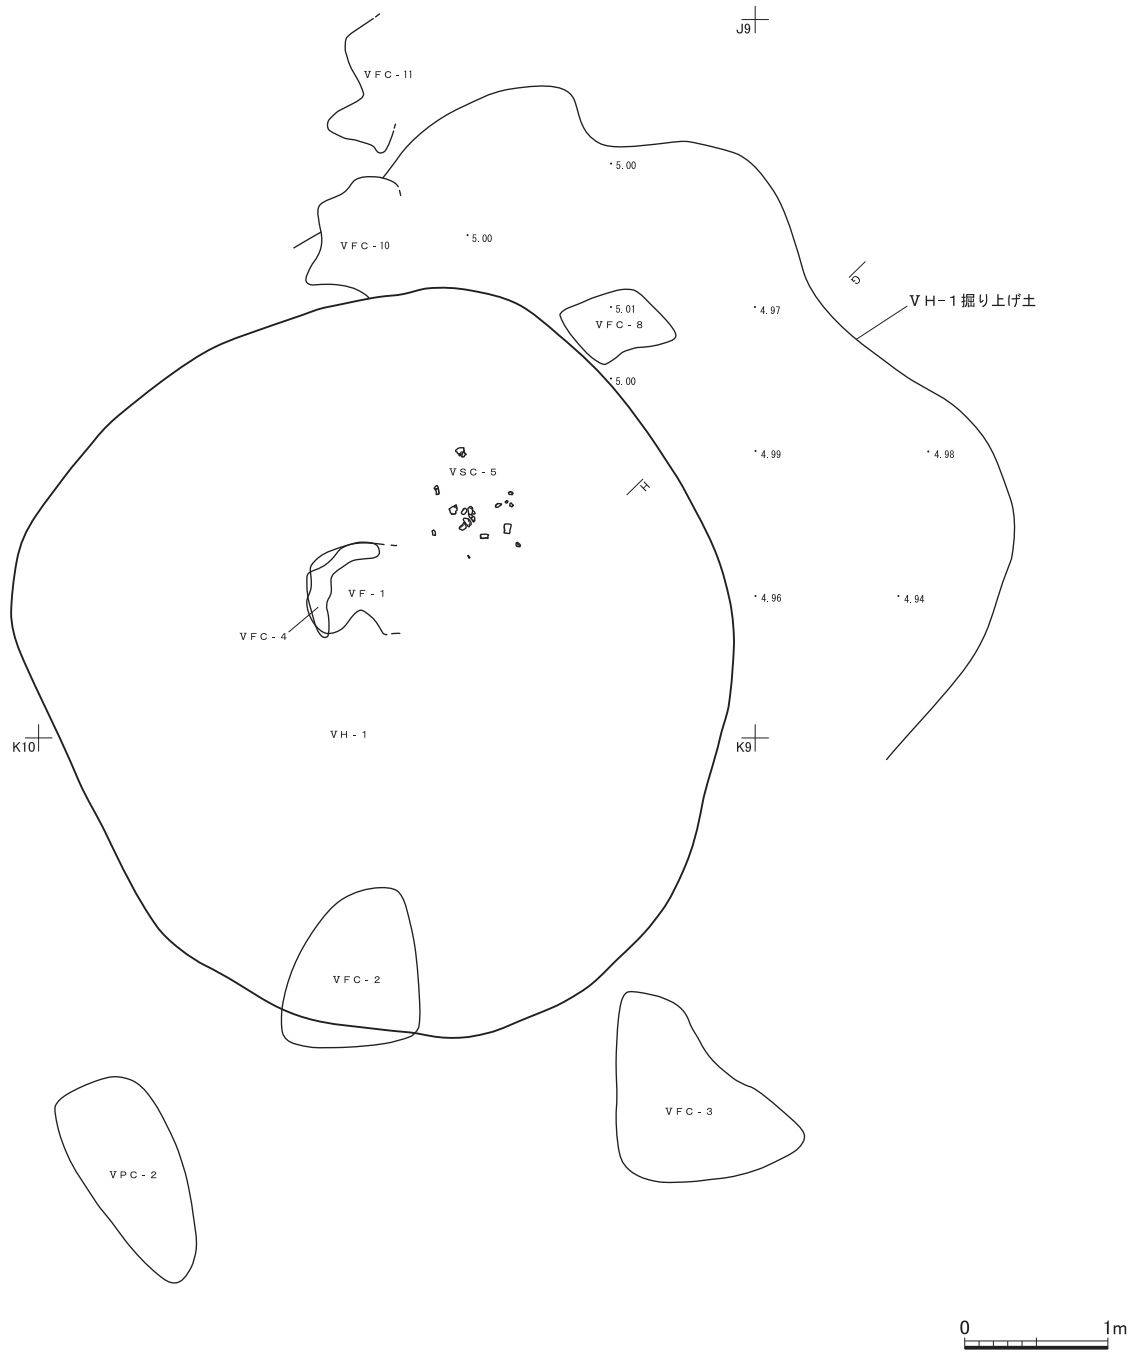 J9
VFC-11
5.00
VFC-10
5.00
G
VH-1掘り上げ土
5.01
4.97
VFC-8
5.00
4.99
4.98
VSC-5
H
VF-1
4.96
4.94
VFC-4
VH-1
K10
K9
VFC-2
VFC-3
VPC-2
0
1m